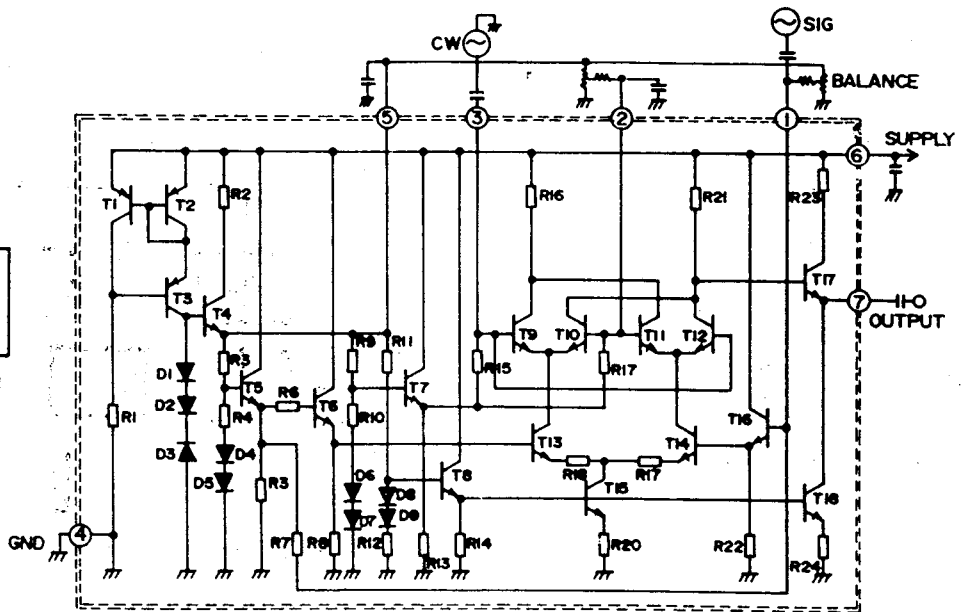 SIG
CW
BALANCE
5
3
2
1
SUPPLY
6
R2
R16
R21
R23
T1
T2
T17
7
OUTPUT
T3
T4
T9
T10
T11
T12
R9
R11
R3
R15
R17
D1
T5
R6
T7
D2
R1
R4
T6
R10
T16
D3
D4
T13
T14
D5
D6
D8
T8
R18
R17
T15
R3
D7
D9
T18
4
GND
R7
R8
R12
R13
R14
R20
R22
R24